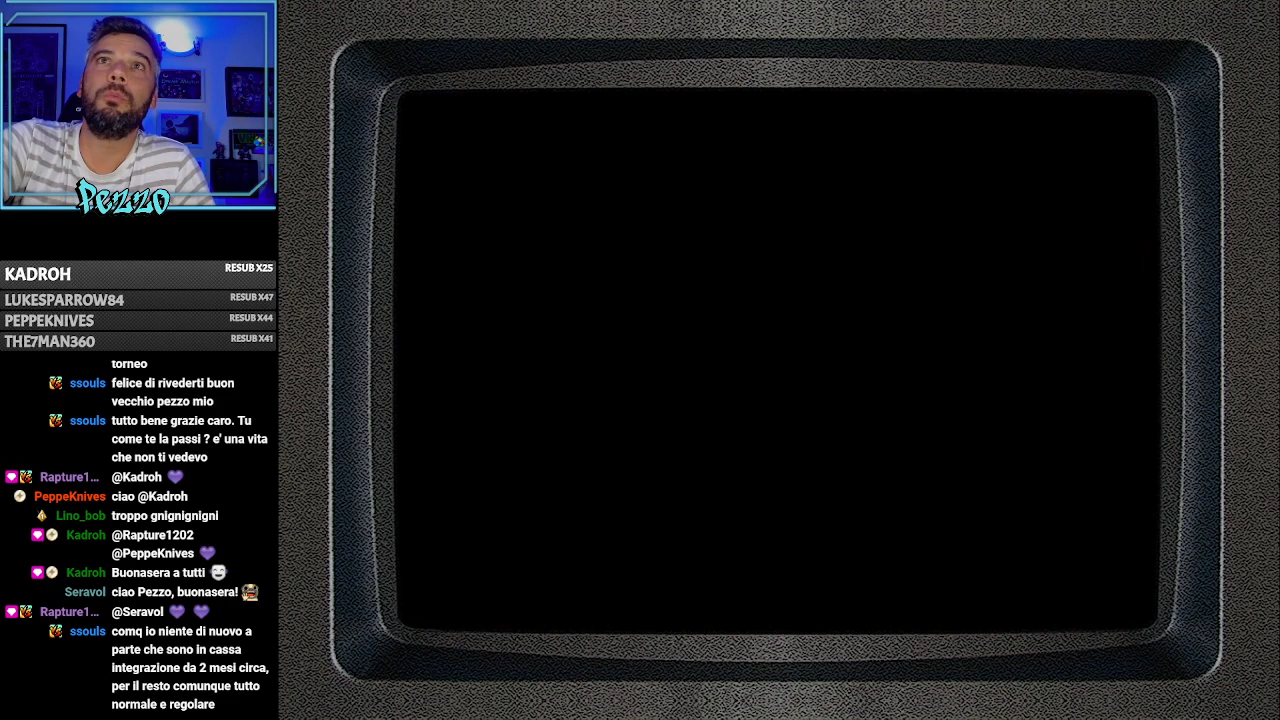 Pezzo
KADROH RESUB X25
LUKESPARROW84 RESUB X47
PEPPEKNIVES RESUB X44
THE7MAN360 RESUB X41
torneo
ssouls felice di rivederti buon
vecchio pezzo mio
ssouls tutto bene grazie caro. Tu
come te la passi ? e' una vita
che non ti vedevo
Rapture1... @Kadroh 💜
PeppeKnives ciao @Kadroh
Lino_bob troppo gnignignigni
Kadroh @Rapture1202
@PeppeKnives 💜
Kadroh Buonasera a tutti
Seravol ciao Pezzo, buonasera!
Rapture1... @Seravol 💜 💜
ssouls comq io niente di nuovo a
parte che sono in cassa
integrazione da 2 mesi circa,
per il resto comunque tutto
normale e regolare